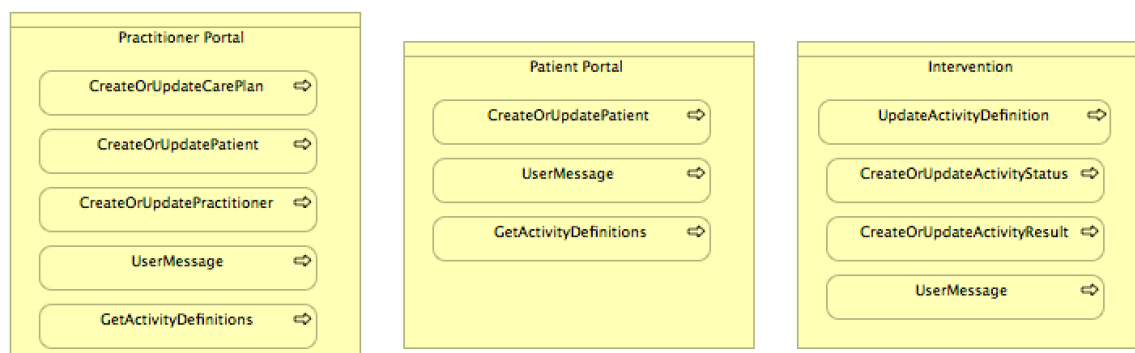 Practitioner Portal
CreateOrUpdateCarePlan
CreateOrUpdatePatient
CreateOrUpdatePractitioner
UserMessage
GetActivityDefinitions
Patient Portal
CreateOrUpdatePatient
UserMessage
GetActivityDefinitions
Intervention
UpdateActivityDefinition
CreateOrUpdateActivityStatus
CreateOrUpdateActivityResult
UserMessage